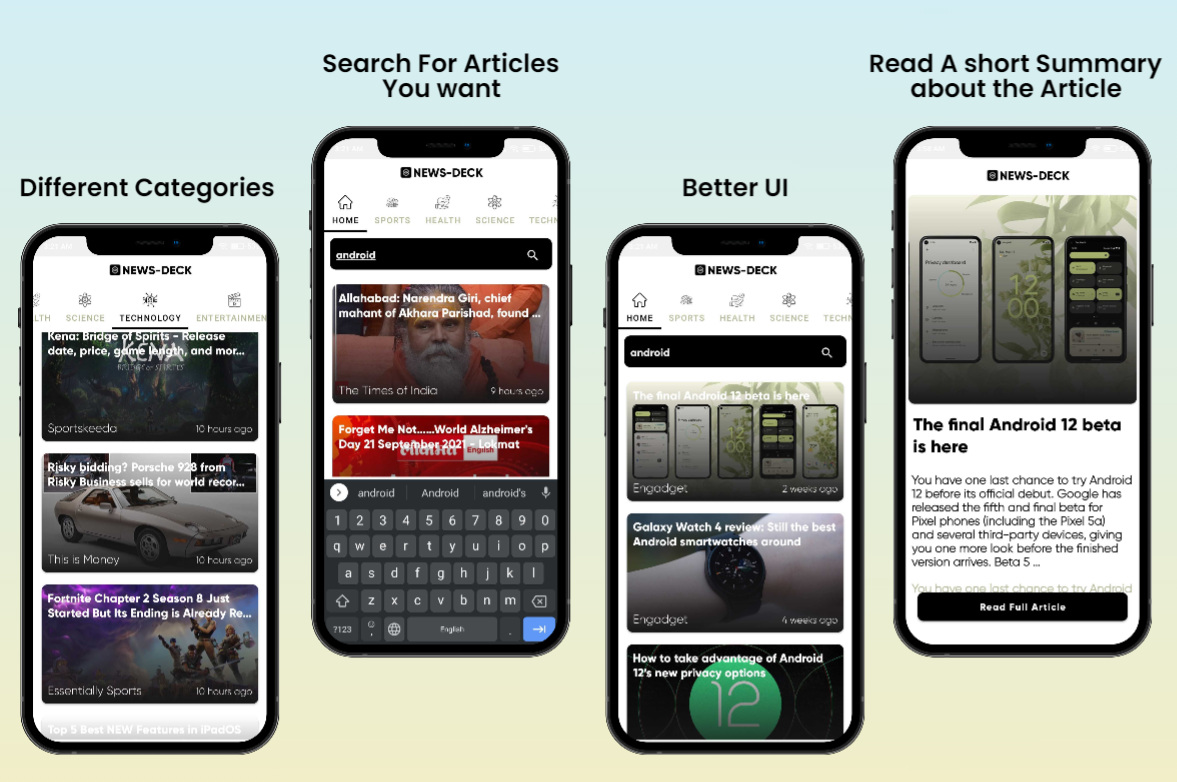 Different Categories
NEWS-DECK
LTH SCIENCE TECHNOLOGY ENTERTAINMEN
Kena: Bridge of Spirits - Release
date, price, game length, and mor...
KENA
BRIDGE OF SPIRITS
Sportskeeda 10 hours ago
Risky bidding? Porsche 928 from
Risky Business sells for world recor...
This is Money 10 hours ago
Fortnite Chapter 2 Season 8 Just
Started But Its Ending is Already Re...
Essentially Sports 10 hours ago
Top 5 Best NEW Features in iPadOS
Search For Articles
You want
NEWS-DECK
HOME SPORTS HEALTH SCIENCE TECHN
android
Allahabad: Narendra Giri, chief
mahant of Akhara Parishad, found ...
The Times of India 9 hours ago
Forget Me Not......World Alzheimer's
Day 21 September 2021 - Lokmat
English
android Android android's
1 2 3 4 5 6 7 8 9 0
q w e r t y u i o p
a s d f g h j k l
z x c v b n m
?123 , English .
Better UI
NEWS-DECK
HOME SPORTS HEALTH SCIENCE TECHN
android
The final Android 12 beta is here
Engadget 2 weeks ago
Galaxy Watch 4 review: Still the best
Android smartwatches around
Engadget 4 weeks ago
How to take advantage of Android
12's new privacy options
12
Read A short Summary
about the Article
NEWS-DECK
Privacy dashboard
12
00
The final Android 12 beta
is here
You have one last chance to try Android
12 before its official debut. Google has
released the fifth and final beta for
Pixel phones (including the Pixel 5a)
and several third-party devices, giving
you one more look before the finished
version arrives. Beta 5 ...
You have one last chance to try Android
Read Full Article